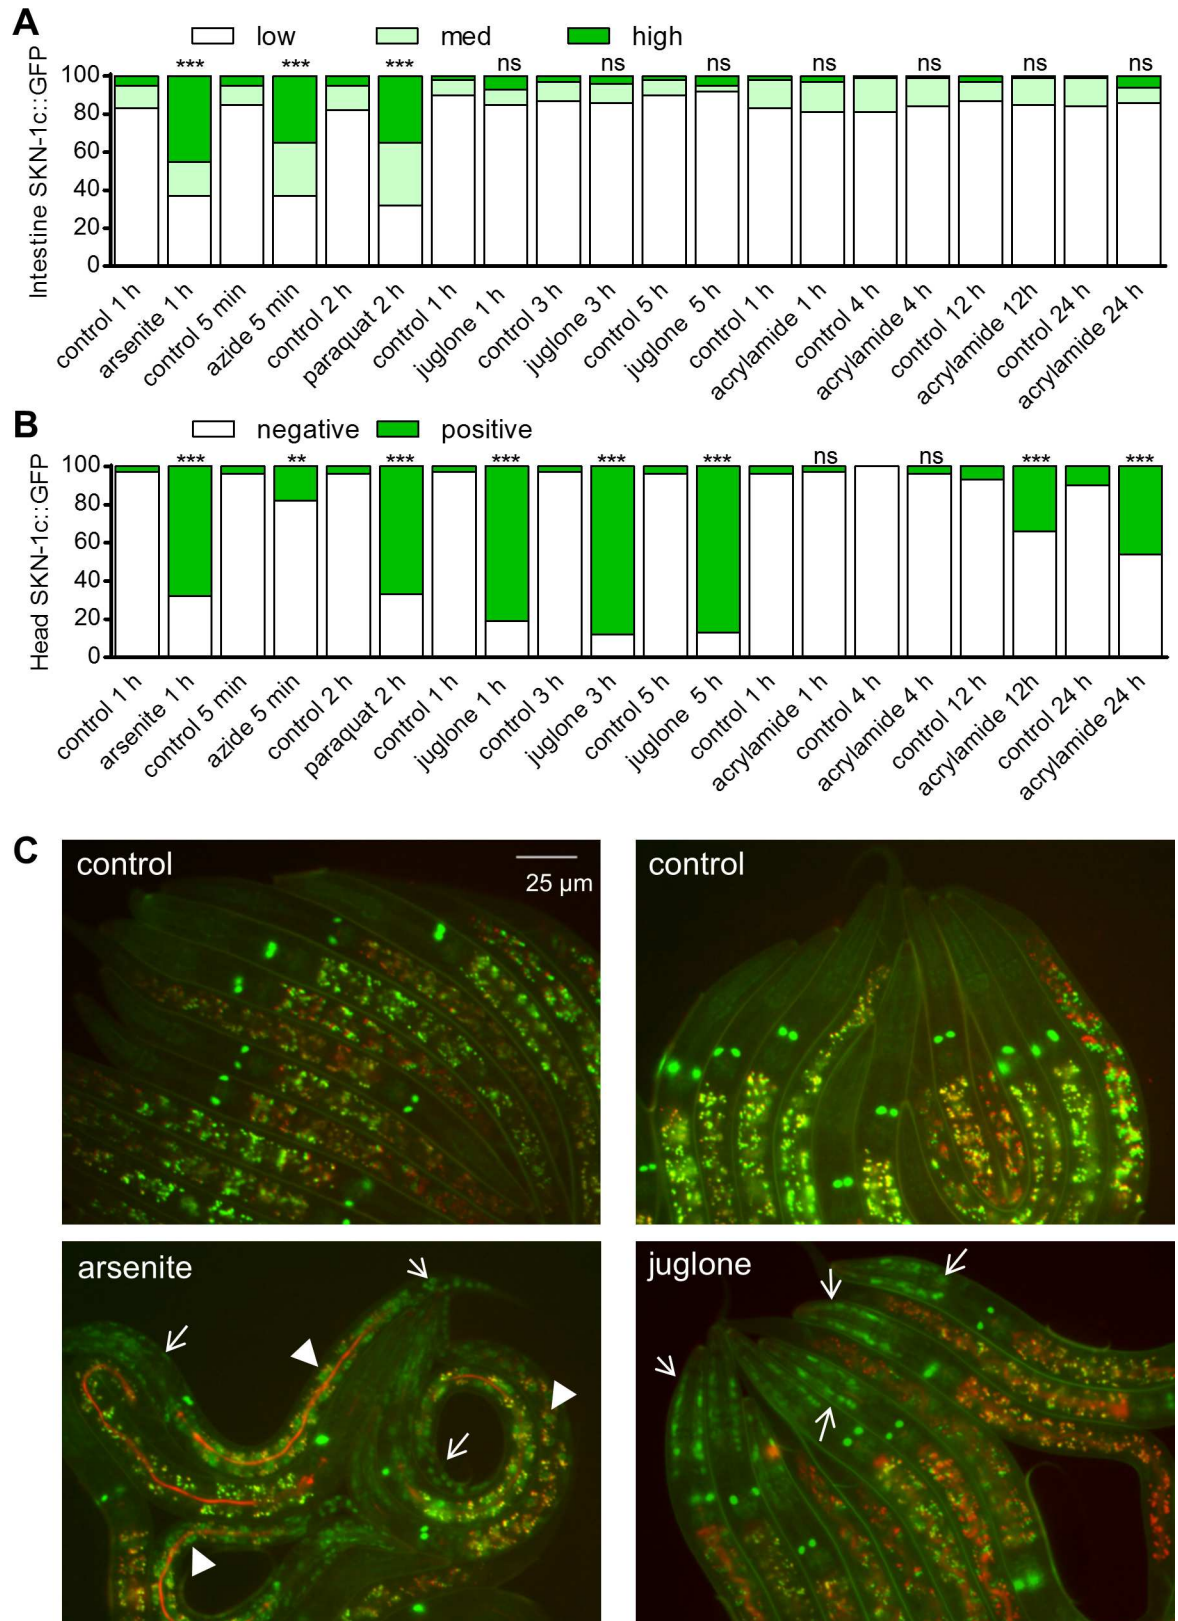 A
low med high
Intestine SKN-1c::GFP
*** *** *** ns ns ns ns ns ns ns
100
80
60
40
20
0
control 1 h
arsenite 1 h
control 5 min
azide 5 min
control 2 h
paraquat 2 h
control 1 h
juglone 1 h
control 3 h
juglone 3 h
control 5 h
juglone 5 h
control 1 h
acrylamide 1 h
control 4 h
acrylamide 4 h
control 12 h
acrylamide 12h
control 24 h
acrylamide 24 h
B
negative positive
Head SKN-1c::GFP
*** ** *** *** *** *** ns ns *** ***
100
80
60
40
20
0
control 1 h
arsenite 1 h
control 5 min
azide 5 min
control 2 h
paraquat 2 h
control 1 h
juglone 1 h
control 3 h
juglone 3 h
control 5 h
juglone 5 h
control 1 h
acrylamide 1 h
control 4 h
acrylamide 4 h
control 12 h
acrylamide 12h
control 24 h
acrylamide 24 h
C
control
25 µm
control
arsenite
juglone